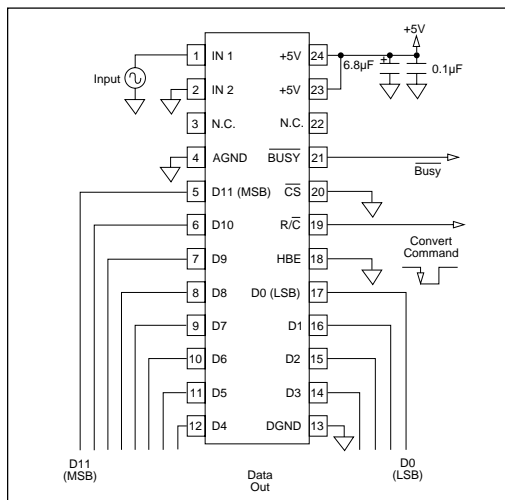 +5V
1 IN 1 +5V 24
6.8µF + 0.1µF
Input
2 IN 2 +5V 23
3 N.C. N.C. 22
4 AGND BUSY 21
Busy
5 D11 (MSB) CS 20
6 D10 R/C 19
Convert
Command
7 D9 HBE 18
8 D8 D0 (LSB) 17
9 D7 D1 16
10 D6 D2 15
11 D5 D3 14
12 D4 DGND 13
D11
(MSB)
Data
Out
D0
(LSB)